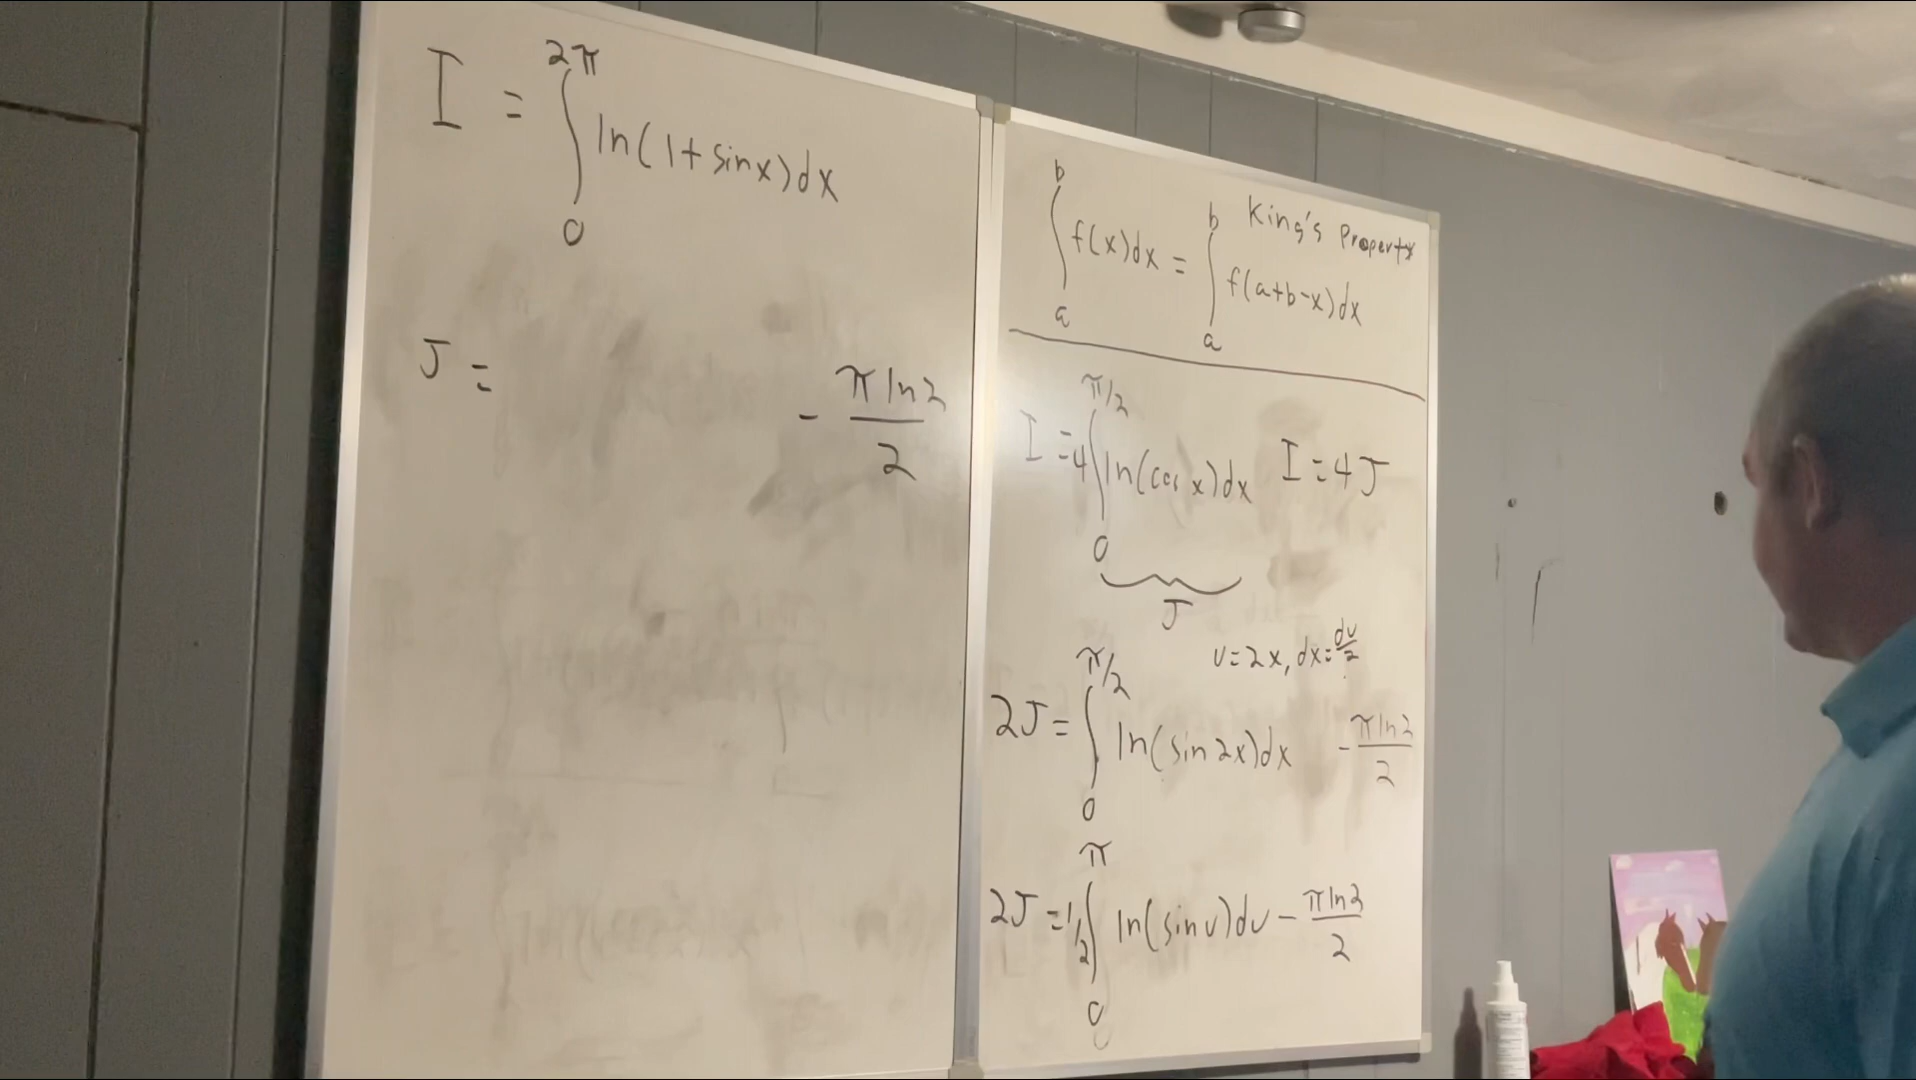 I = ∫₀^{2π} ln(1+sinx)dx
J = - π ln2 / 2
King's Property
∫ₐᵇ f(x)dx = ∫ₐᵇ f(a+b-x)dx
I = 4 ∫₀^{π/2} ln(cos x)dx I = 4J
J
u = 2x, dx = du/2
2J = ∫₀^{π/2} ln(sin 2x)dx - π ln2 / 2
2J = 1/2 ∫₀^π ln(sin u)du - π ln2 / 2